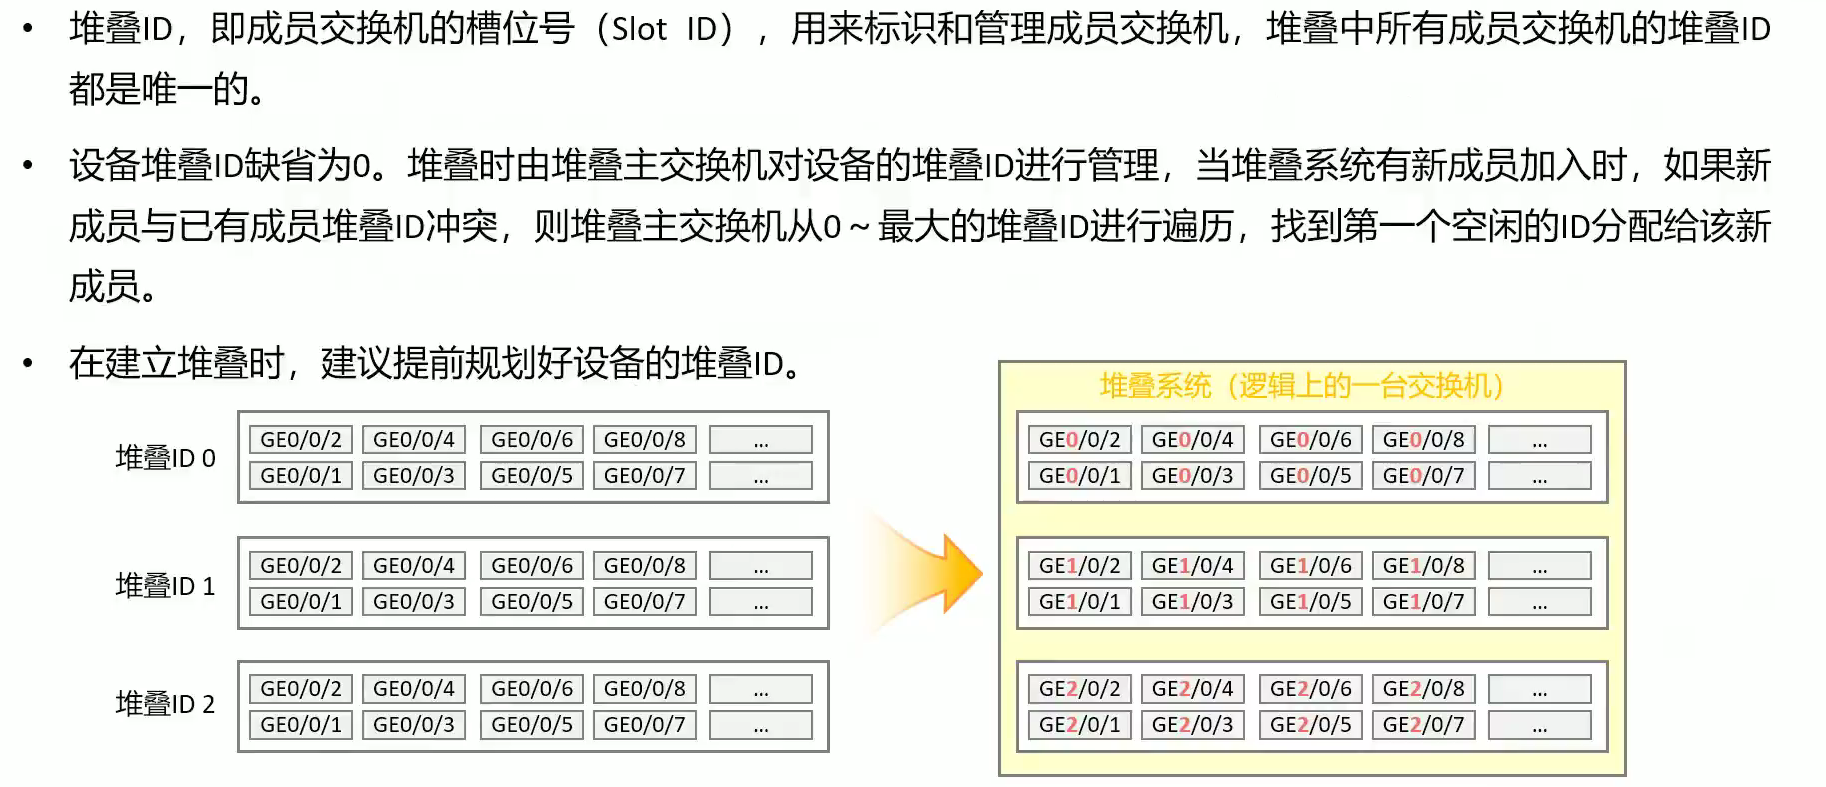 • 堆叠ID，即成员交换机的槽位号（Slot ID），用来标识和管理成员交换机，堆叠中所有成员交换机的堆叠ID
都是唯一的。
• 设备堆叠ID缺省为0。堆叠时由堆叠主交换机对设备的堆叠ID进行管理，当堆叠系统有新成员加入时，如果新
成员与已有成员堆叠ID冲突，则堆叠主交换机从0～最大的堆叠ID进行遍历，找到第一个空闲的ID分配给该新
成员。
• 在建立堆叠时，建议提前规划好设备的堆叠ID。
堆叠ID 0
GE0/0/2 GE0/0/4 GE0/0/6 GE0/0/8 ...
GE0/0/1 GE0/0/3 GE0/0/5 GE0/0/7 ...
堆叠ID 1
GE0/0/2 GE0/0/4 GE0/0/6 GE0/0/8 ...
GE0/0/1 GE0/0/3 GE0/0/5 GE0/0/7 ...
堆叠ID 2
GE0/0/2 GE0/0/4 GE0/0/6 GE0/0/8 ...
GE0/0/1 GE0/0/3 GE0/0/5 GE0/0/7 ...
堆叠系统（逻辑上的一台交换机）
GE0/0/2 GE0/0/4 GE0/0/6 GE0/0/8 ...
GE0/0/1 GE0/0/3 GE0/0/5 GE0/0/7 ...
GE1/0/2 GE1/0/4 GE1/0/6 GE1/0/8 ...
GE1/0/1 GE1/0/3 GE1/0/5 GE1/0/7 ...
GE2/0/2 GE2/0/4 GE2/0/6 GE2/0/8 ...
GE2/0/1 GE2/0/3 GE2/0/5 GE2/0/7 ...